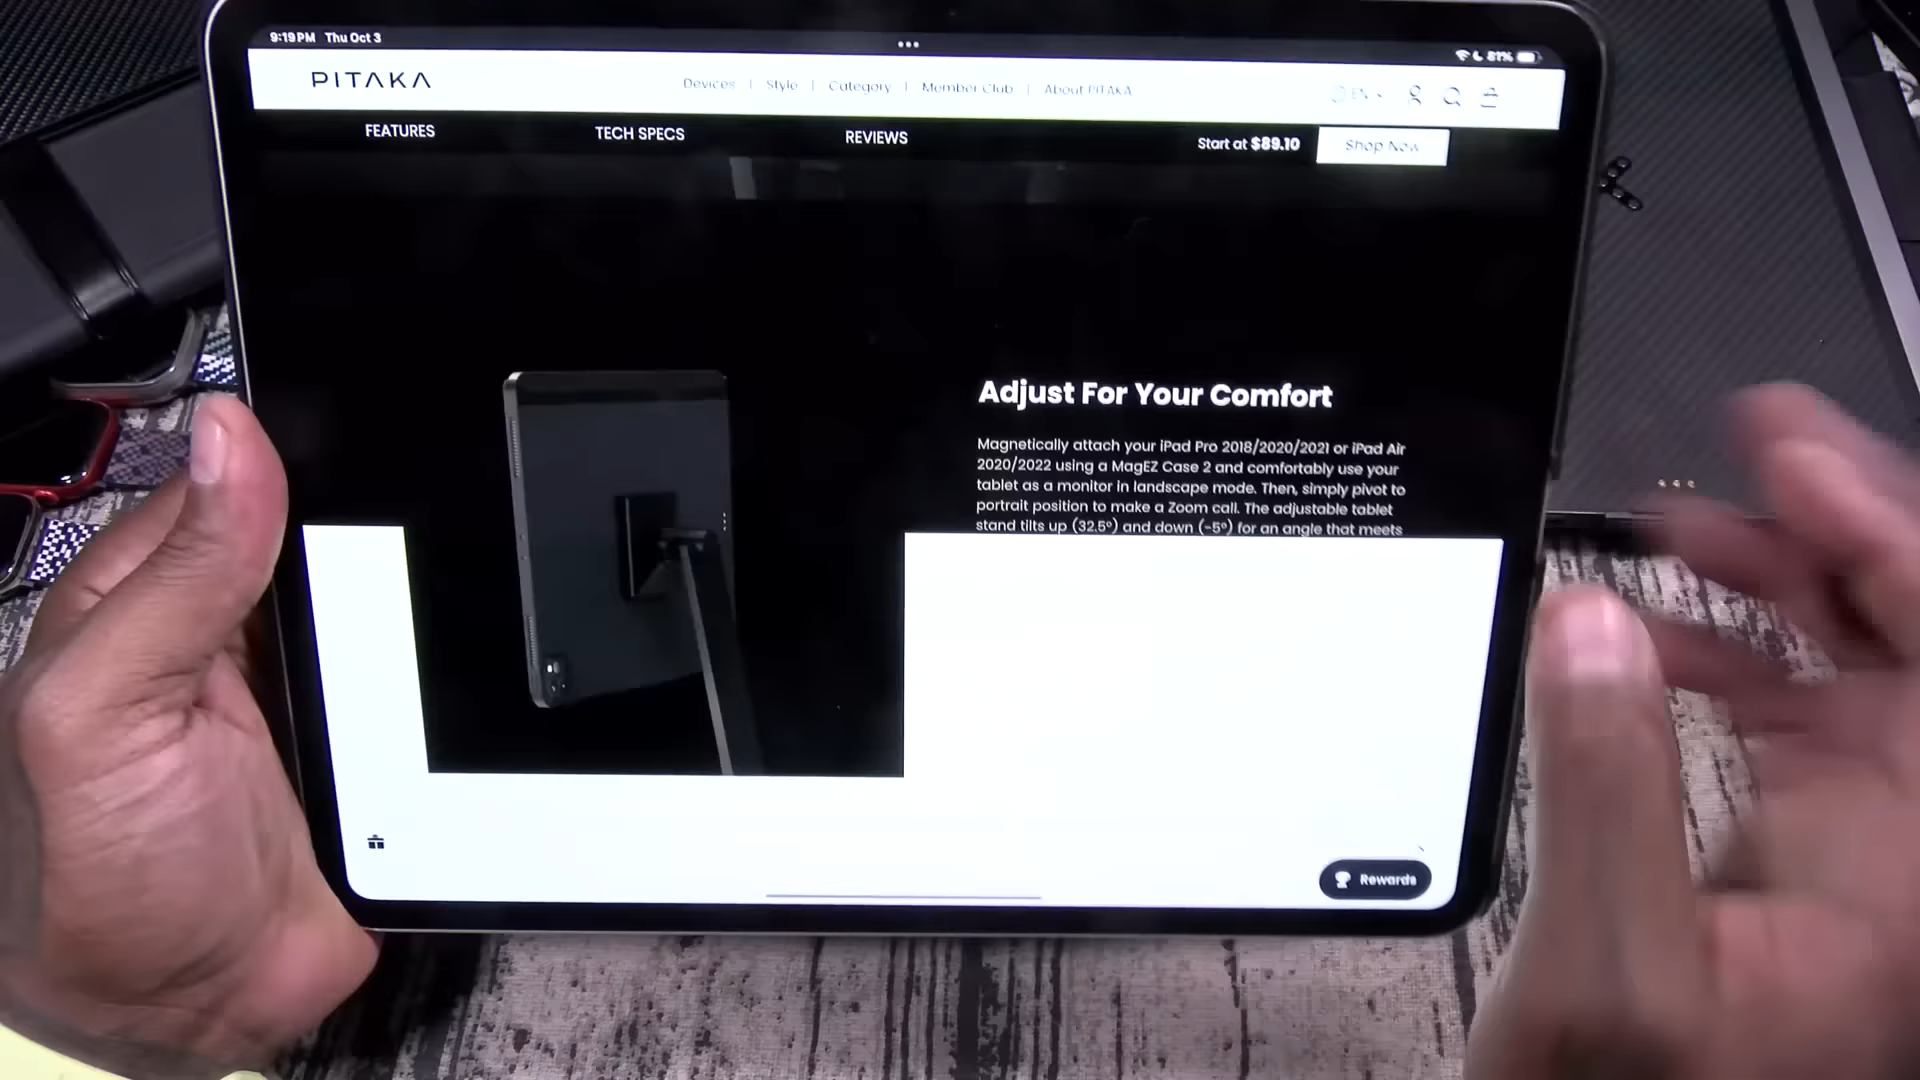 9:19 PM Thu Oct 3
81%
PITAKA
Devices | Style | Category | Member Club | About PITAKA
EN
FEATURES
TECH SPECS
REVIEWS
Start at $89.10
Shop Now
Adjust For Your Comfort
Magnetically attach your iPad Pro 2018/2020/2021 or iPad Air
2020/2022 using a MagEZ Case 2 and comfortably use your
tablet as a monitor in landscape mode. Then, simply pivot to
portrait position to make a Zoom call. The adjustable tablet
stand tilts up (32.5°) and down (-5°) for an angle that meets
Rewards